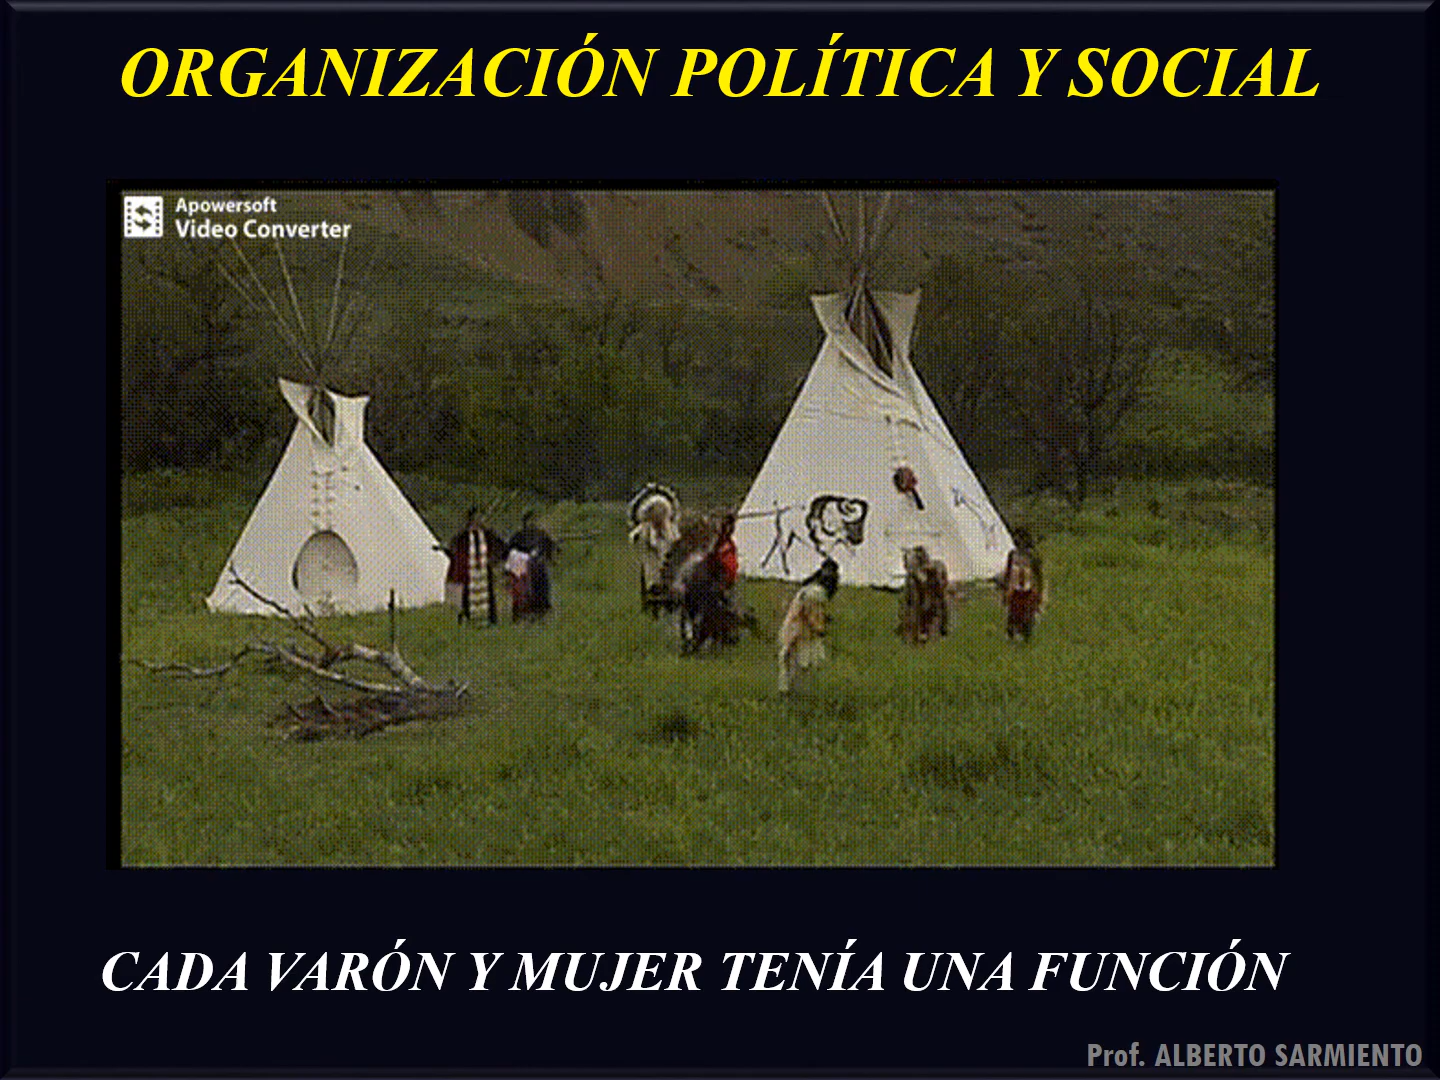 ORGANIZACIÓN POLÍTICA Y SOCIAL
Apowersoft
Video Converter
CADA VARÓN Y MUJER TENÍA UNA FUNCIÓN
Prof. ALBERTO SARMIENTO